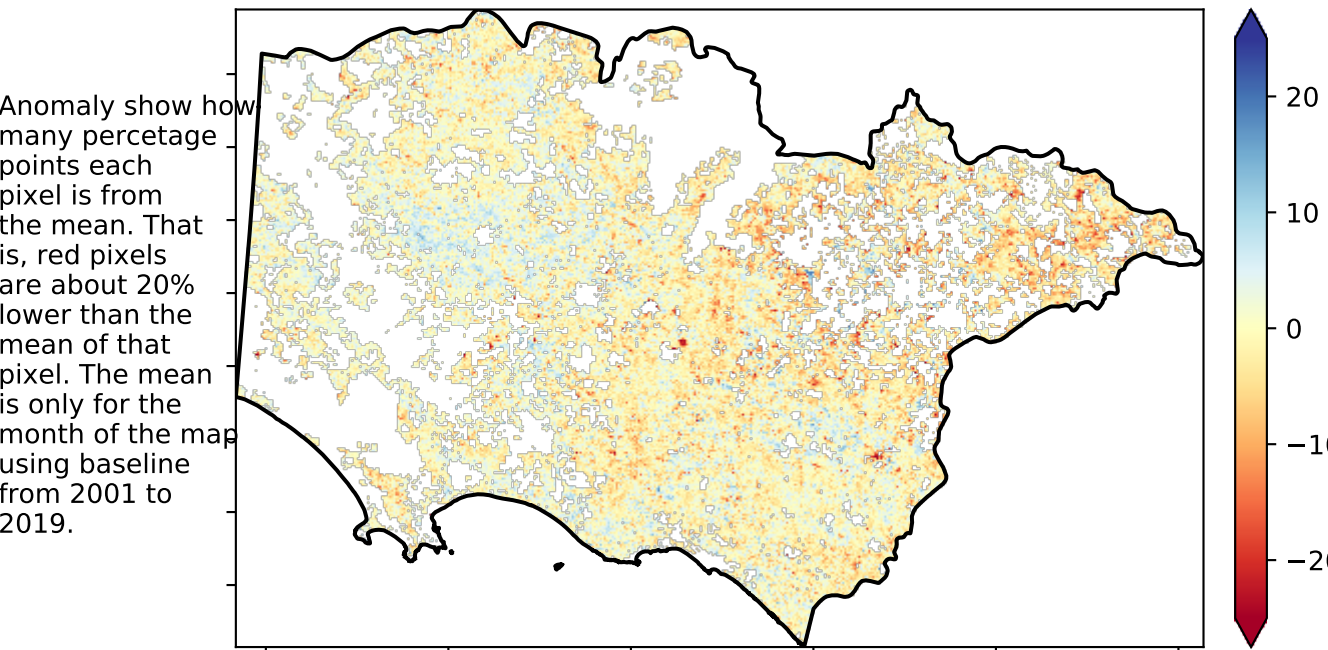 Anomaly show how
many percetage
points each
pixel is from
the mean. That
is, red pixels
are about 20%
lower than the
mean of that
pixel. The mean
is only for the
month of the map
using baseline
from 2001 to
2019.
20
10
0
−10
−20